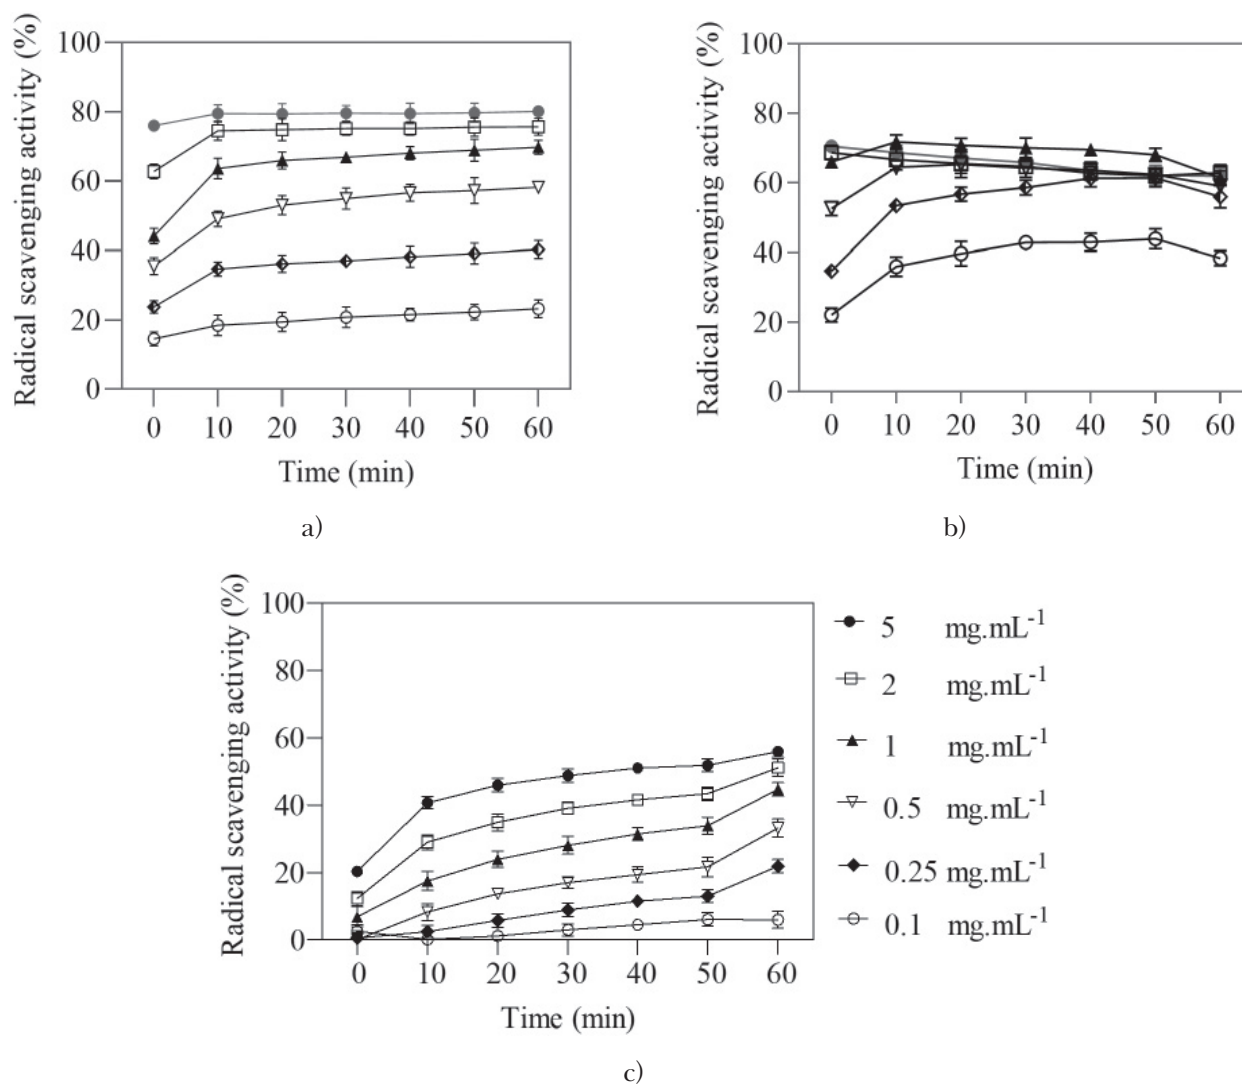 Radical scavenging activity (%)
100
80
60
40
20
0
0 10 20 30 40 50 60
Time (min)
a)
Radical scavenging activity (%)
100
80
60
40
20
0
0 10 20 30 40 50 60
Time (min)
b)
Radical scavenging activity (%)
100
80
60
40
20
0
0 10 20 30 40 50 60
Time (min)
c)
5 mg.mL-1
2 mg.mL-1
1 mg.mL-1
0.5 mg.mL-1
0.25 mg.mL-1
0.1 mg.mL-1